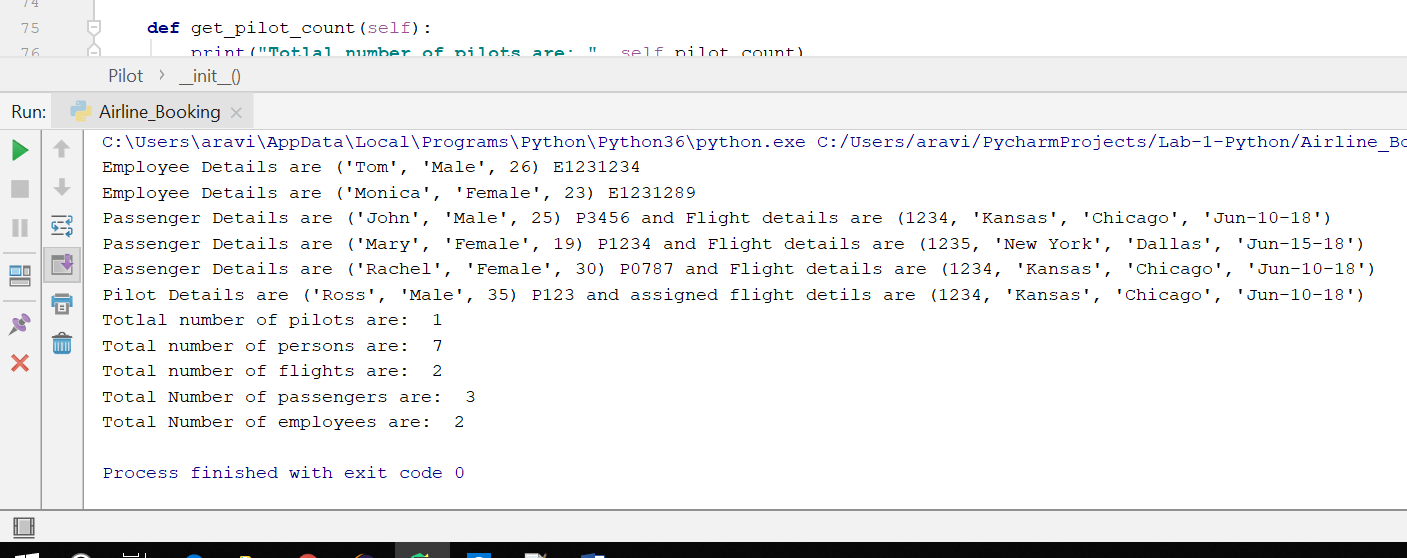 74
75 def get_pilot_count(self):
76 print("Totlal number of pilots are: ", self.pilot_count)
Pilot › __init__()
Run: Airline_Booking
C:\Users\aravi\AppData\Local\Programs\Python\Python36\python.exe C:/Users/aravi/PycharmProjects/Lab-1-Python/Airline_Bo
Employee Details are ('Tom', 'Male', 26) E1231234
Employee Details are ('Monica', 'Female', 23) E1231289
Passenger Details are ('John', 'Male', 25) P3456 and Flight details are (1234, 'Kansas', 'Chicago', 'Jun-10-18')
Passenger Details are ('Mary', 'Female', 19) P1234 and Flight details are (1235, 'New York', 'Dallas', 'Jun-15-18')
Passenger Details are ('Rachel', 'Female', 30) P0787 and Flight details are (1234, 'Kansas', 'Chicago', 'Jun-10-18')
Pilot Details are ('Ross', 'Male', 35) P123 and assigned flight detils are (1234, 'Kansas', 'Chicago', 'Jun-10-18')
Totlal number of pilots are:  1
Total number of persons are:  7
Total number of flights are:  2
Total Number of passengers are:  3
Total Number of employees are:  2
Process finished with exit code 0